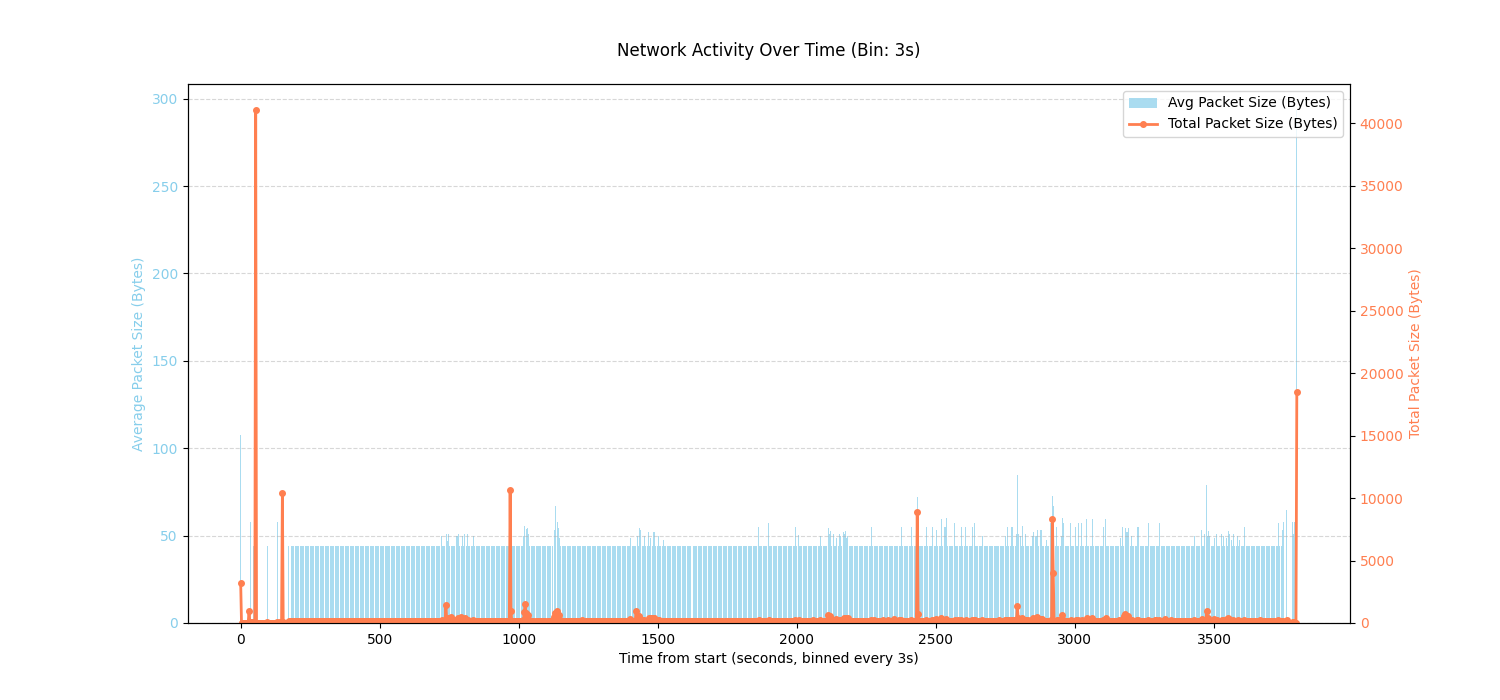 Network Activity Over Time (Bin: 3s)
Avg Packet Size (Bytes)
Total Packet Size (Bytes)
Average Packet Size (Bytes)
300
250
200
150
100
50
0
40000
35000
30000
25000
20000
15000
10000
5000
0
Total Packet Size (Bytes)
0 500 1000 1500 2000 2500 3000 3500
Time from start (seconds, binned every 3s)